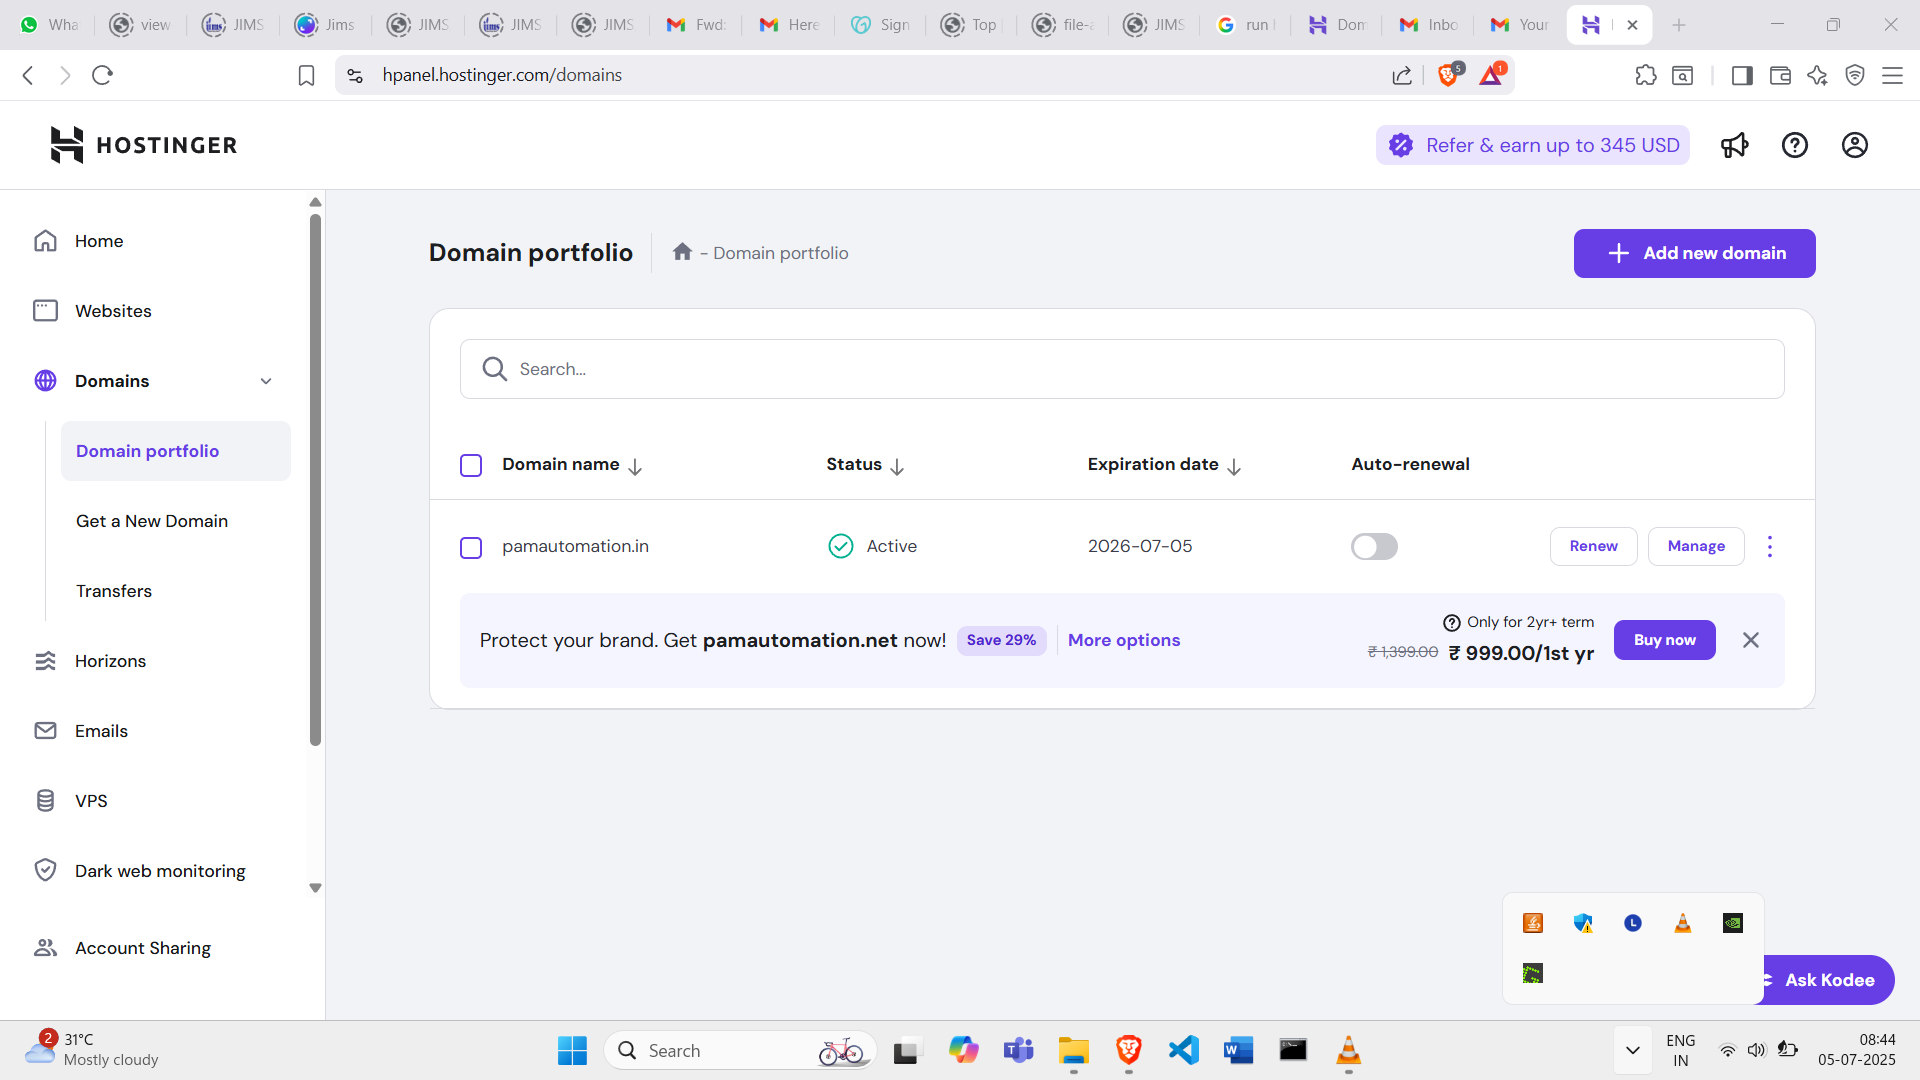 Wha
view
JIMS
Jims
JIMS
JIMS
JIMS
Fwd:
Here
Sign
Top
file-a
JIMS
run
Dom
Inbo
Your
hpanel.hostinger.com/domains
5
1
HOSTINGER
Refer & earn up to 345 USD
Home
Websites
Domains
Domain portfolio
Get a New Domain
Transfers
Horizons
Emails
VPS
Dark web monitoring
Account Sharing
Domain portfolio
- Domain portfolio
Add new domain
Search...
Domain name
Status
Expiration date
Auto-renewal
pamautomation.in
Active
2026-07-05
Renew
Manage
Protect your brand. Get pamautomation.net now!
Save 29%
More options
Only for 2yr+ term
₹ 1,399.00
₹ 999.00/1st yr
Buy now
Ask Kodee
2
31°C
Mostly cloudy
Search
ENG
IN
08:44
05-07-2025